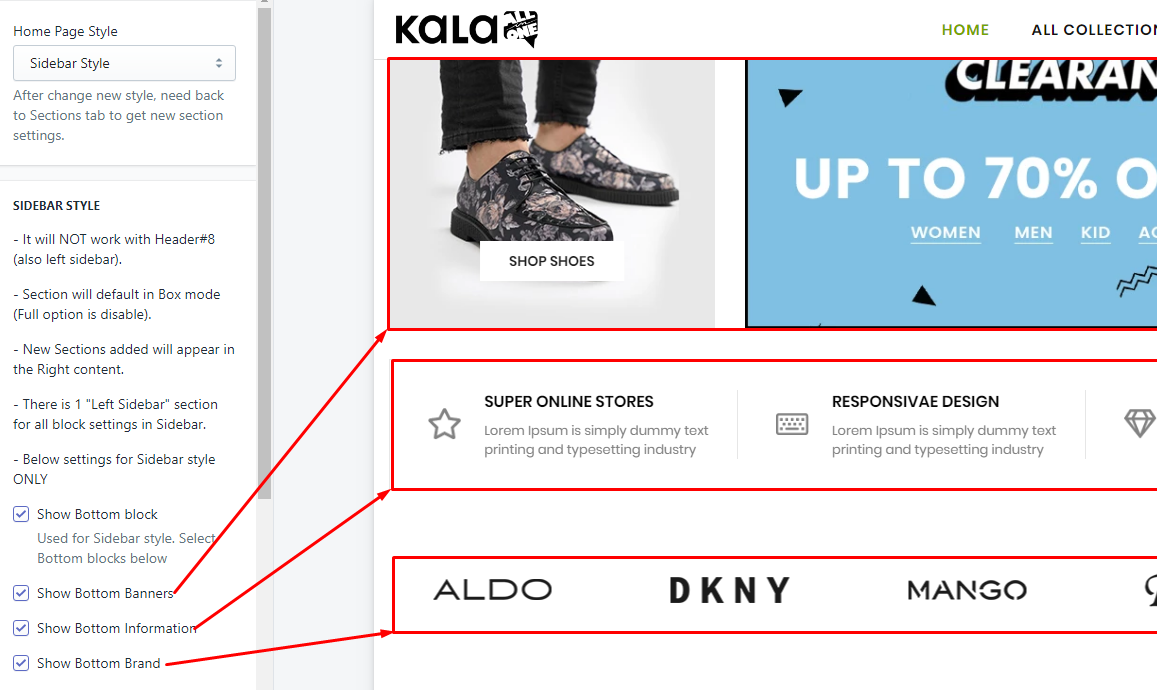 Home Page Style
Sidebar Style
After change new style, need back
to Sections tab to get new section
settings.
SIDEBAR STYLE
- It will NOT work with Header#8
(also left sidebar).
- Section will default in Box mode
(Full option is disable).
- New Sections added will appear in
the Right content.
- There is 1 "Left Sidebar" section
for all block settings in Sidebar.
- Below settings for Sidebar style
ONLY
Show Bottom block
Used for Sidebar style. Select
Bottom blocks below
Show Bottom Banners
Show Bottom Information
Show Bottom Brand
KALA ALL ONE
HOME ALL COLLECTION
SHOP SHOES
CLEARAN
UP TO 70% O
WOMEN MEN KID AC
SUPER ONLINE STORES
Lorem Ipsum is simply dummy text
printing and typesetting industry
RESPONSIVAE DESIGN
Lorem Ipsum is simply dummy text
printing and typesetting industry
ALDO DKNY MANGO